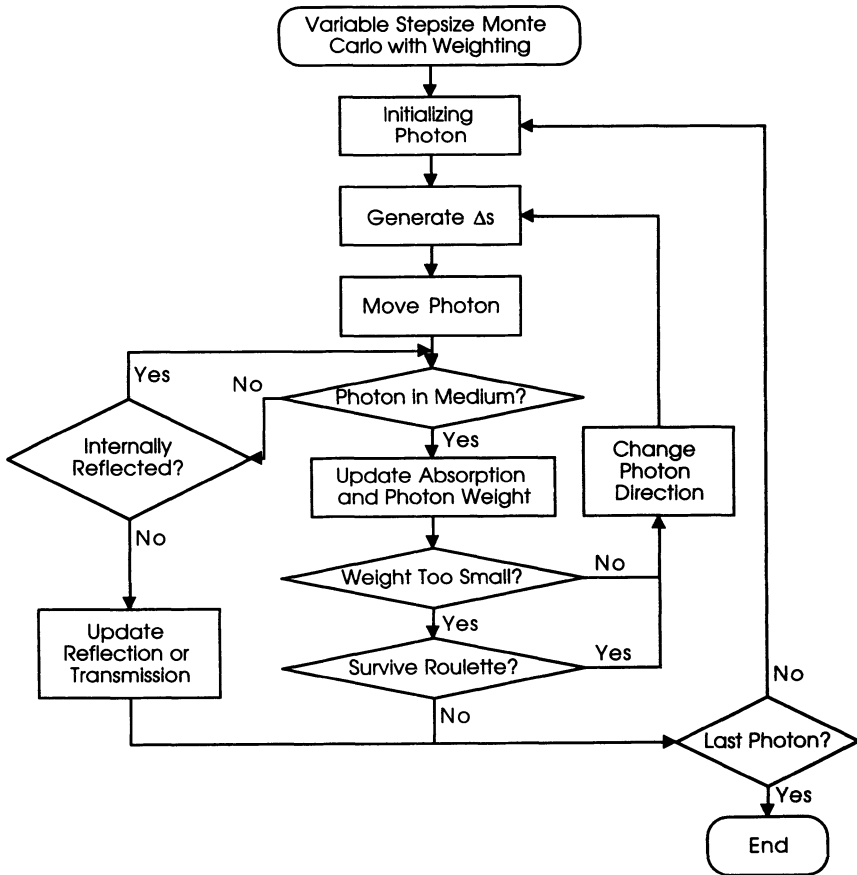 Variable Stepsize Monte
Carlo with Weighting
Initializing
Photon
Generate Δs
Move Photon
Yes
No
Photon in Medium?
Internally
Reflected?
Yes
Change
Photon
Direction
Update Absorption
and Photon Weight
No
Weight Too Small?
No
Yes
Update
Reflection or
Transmission
Survive Roulette?
Yes
No
No
Last Photon?
Yes
End